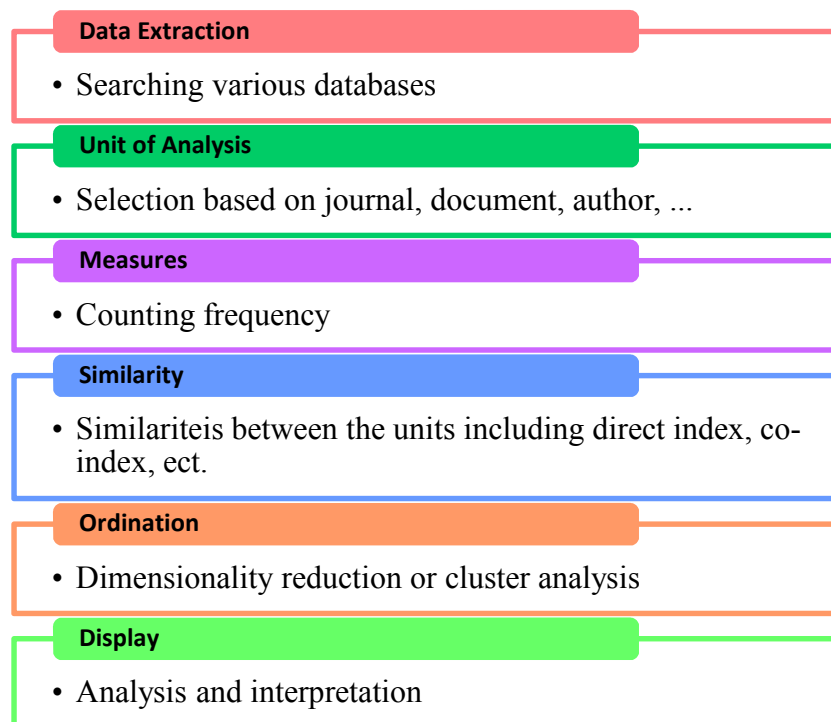 Data Extraction
• Searching various databases
Unit of Analysis
• Selection based on journal, document, author, ...
Measures
• Counting frequency
Similarity
• Similariteis between the units including direct index, co-
index, ect.
Ordination
• Dimensionality reduction or cluster analysis
Display
• Analysis and interpretation